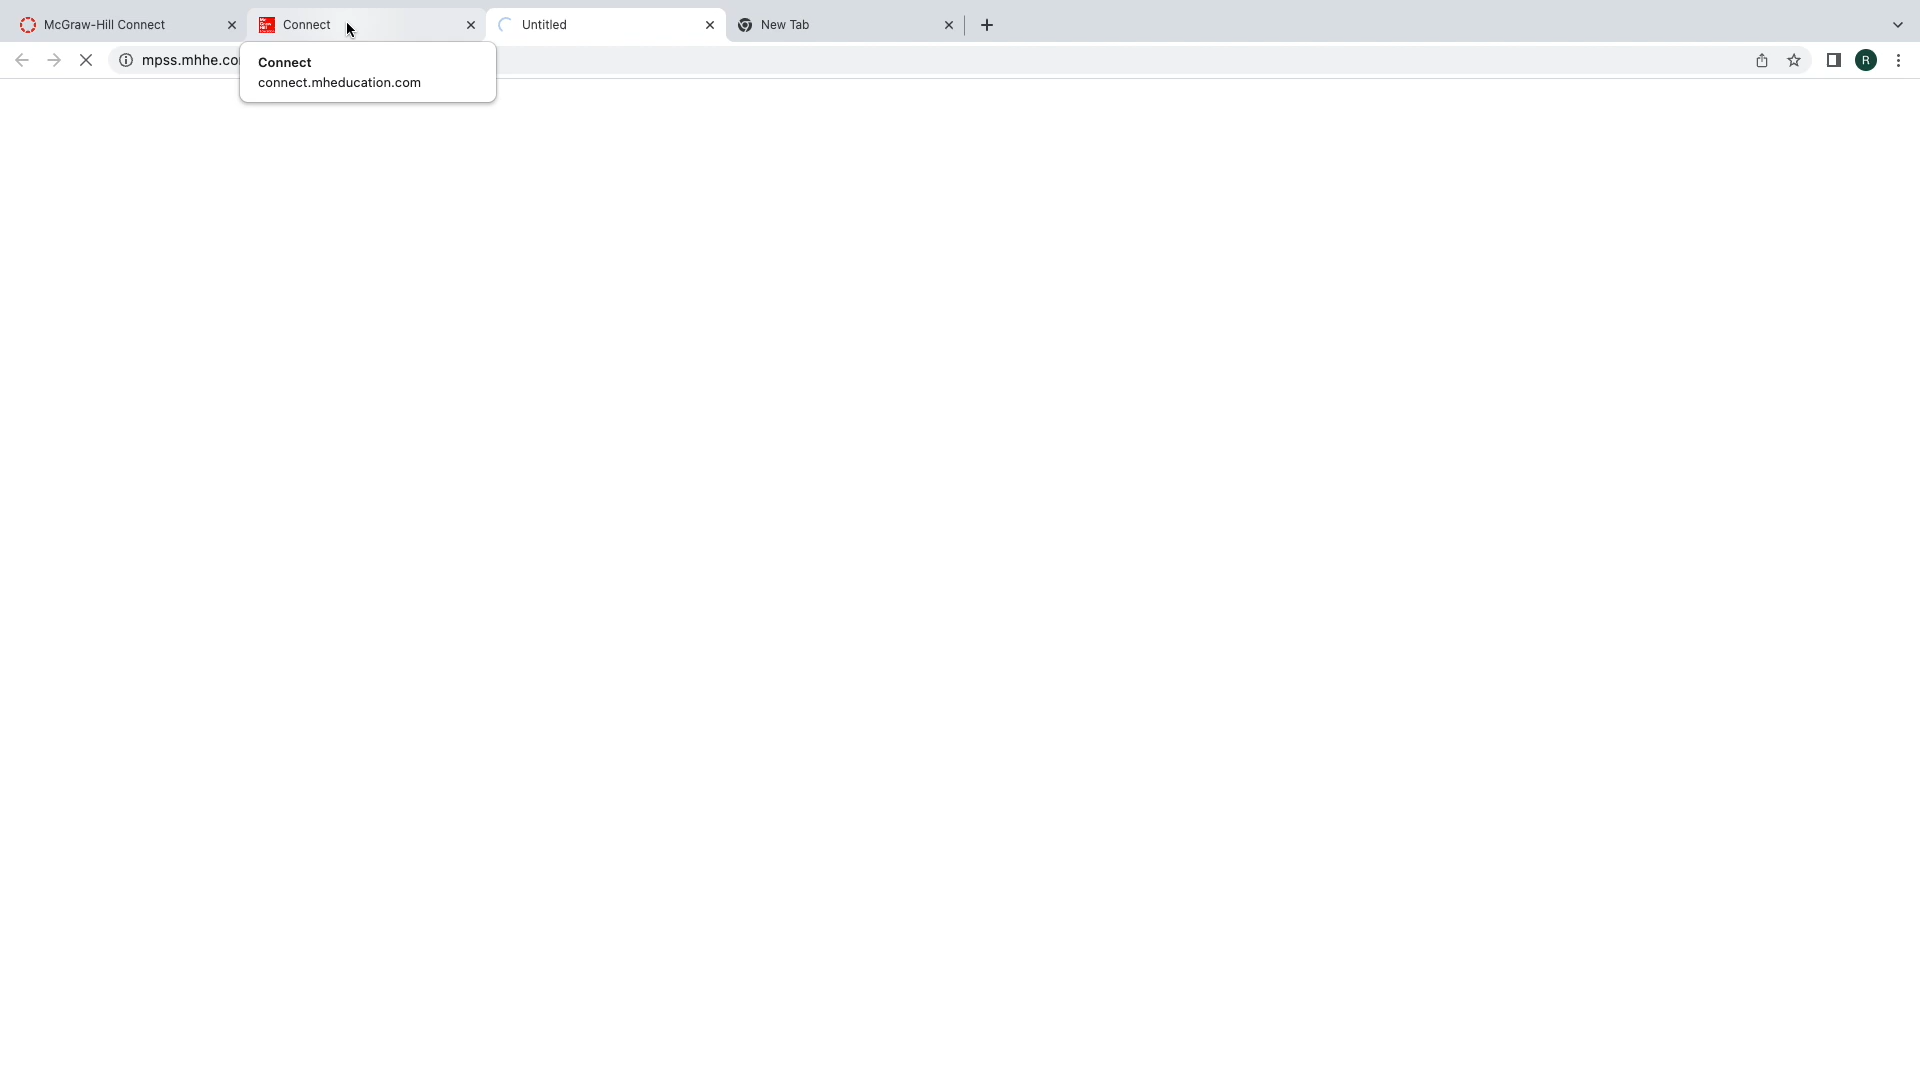 McGraw-Hill Connect
Connect
Untitled
New Tab
mpss.mhhe.co
R
Connect
connect.mheducation.com